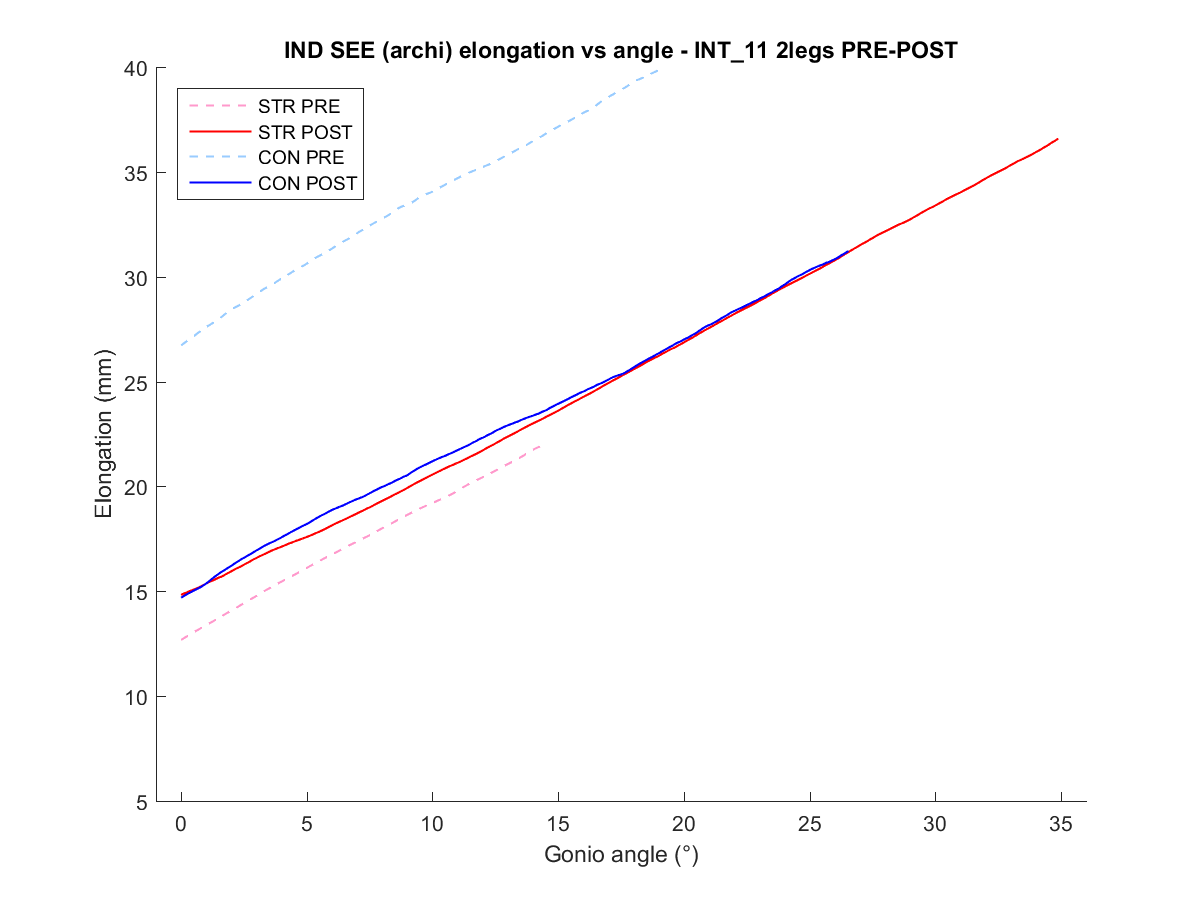 IND SEE (archi) elongation vs angle - INT_11 2legs PRE-POST
40
35
30
25
20
15
10
5
Elongation (mm)
STR PRE
STR POST
CON PRE
CON POST
0 5 10 15 20 25 30 35
Gonio angle (°)